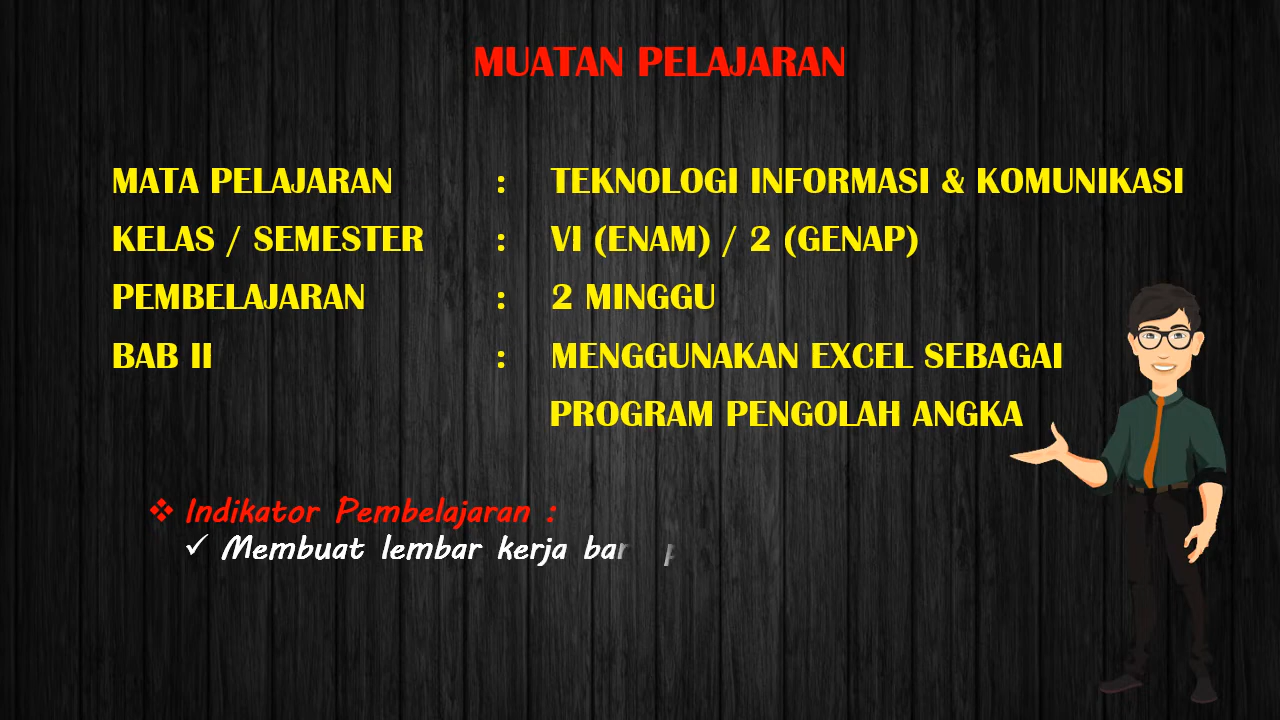 MUATAN PELAJARAN
MATA PELAJARAN : TEKNOLOGI INFORMASI & KOMUNIKASI
KELAS / SEMESTER : VI (ENAM) / 2 (GENAP)
PEMBELAJARAN : 2 MINGGU
BAB II : MENGGUNAKAN EXCEL SEBAGAI
PROGRAM PENGOLAH ANGKA
❖ Indikator Pembelajaran :
✓ Membuat lembar kerja